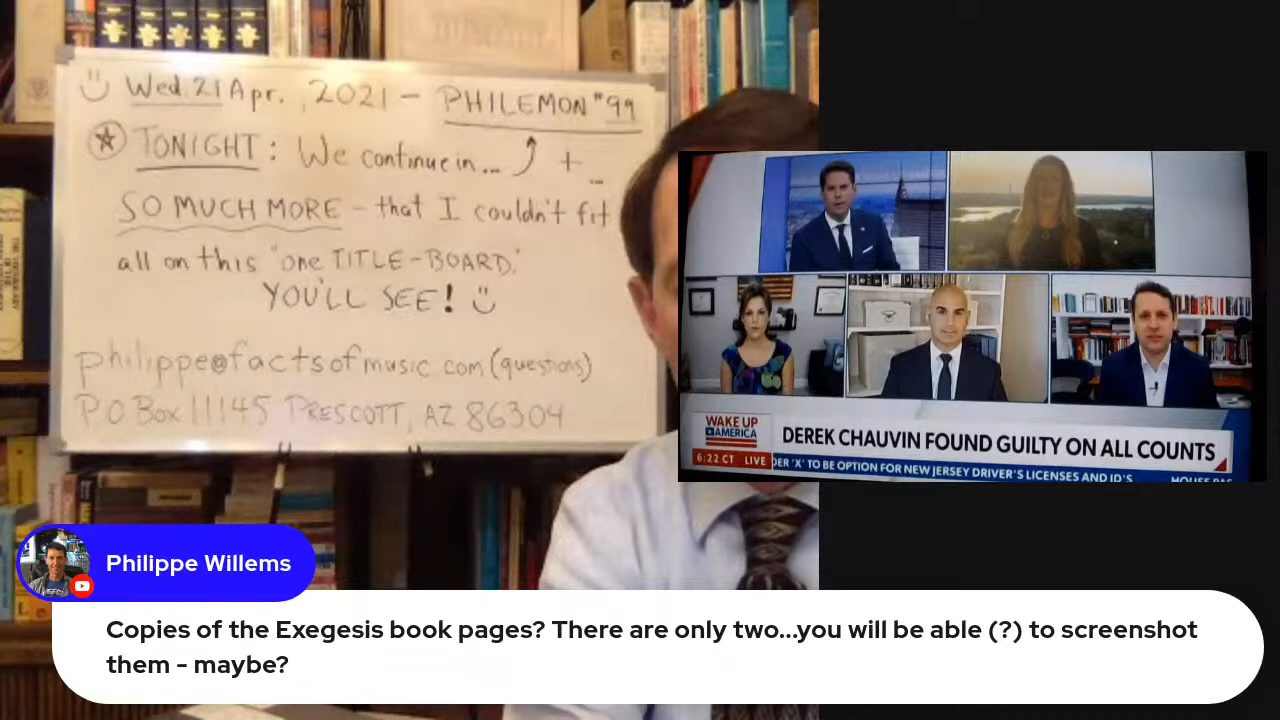 Wed 21 Apr., 2021 - PHILEMON #99
TONIGHT: We continue in... +...
SO MUCH MORE - that I couldn't fit
all on this "one TITLE-BOARD."
YOU'LL SEE!
philippe@factsofmusic.com (questions)
PO Box 11145 PRESCOTT, AZ 86304
WAKE UP
AMERICA
6:22 CT LIVE
DEREK CHAUVIN FOUND GUILTY ON ALL COUNTS
DER 'X' TO BE OPTION FOR NEW JERSEY DRIVER'S LICENSES AND ID'S
Philippe Willems
Copies of the Exegesis book pages? There are only two...you will be able (?) to screenshot
them - maybe?